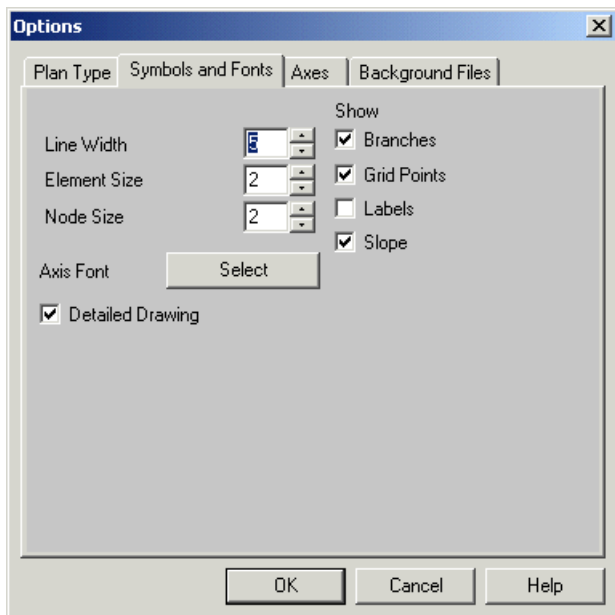 Options
Plan Type Symbols and Fonts Axes Background Files
Show
Line Width 5 Branches
Element Size 2 Grid Points
Node Size 2 Labels
Slope
Axis Font Select
Detailed Drawing
OK Cancel Help